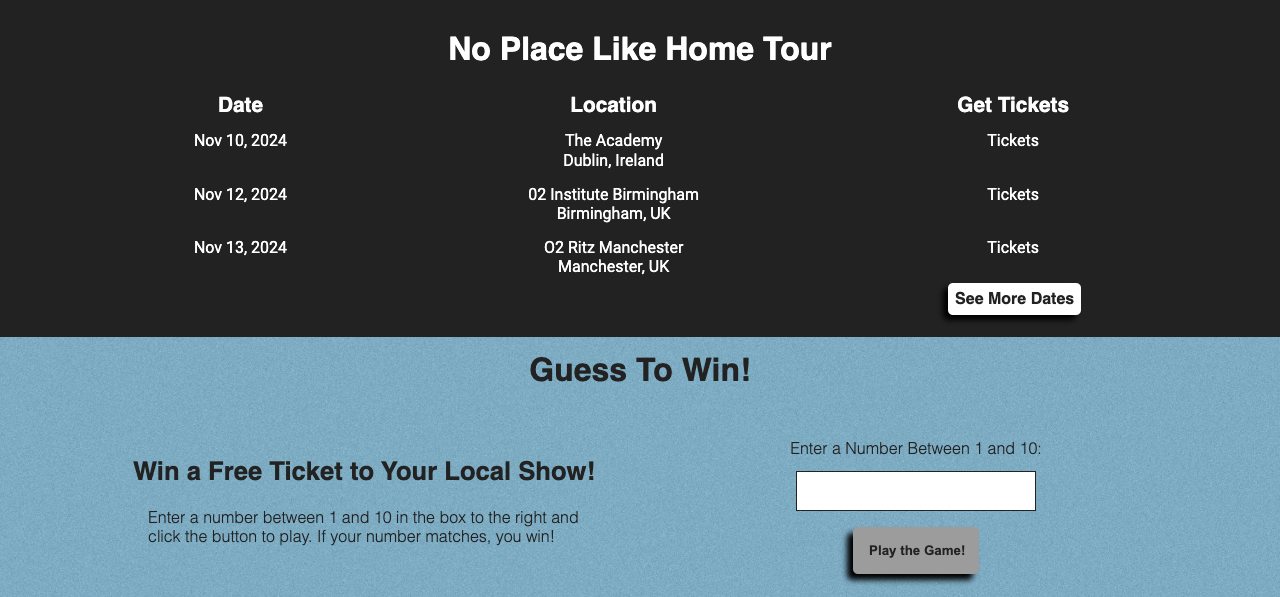 No Place Like Home Tour
Date
Location
Get Tickets
Nov 10, 2024
The Academy
Dublin, Ireland
Tickets
Nov 12, 2024
02 Institute Birmingham
Birmingham, UK
Tickets
Nov 13, 2024
O2 Ritz Manchester
Manchester, UK
Tickets
See More Dates
Guess To Win!
Win a Free Ticket to Your Local Show!
Enter a number between 1 and 10 in the box to the right and
click the button to play. If your number matches, you win!
Enter a Number Between 1 and 10:
Play the Game!